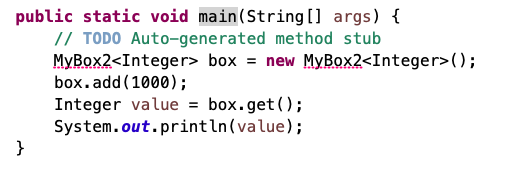 public static void main(String[] args) {
// TODO Auto-generated method stub
MyBox2<Integer> box = new MyBox2<Integer>();
box.add(1000);
Integer value = box.get();
System.out.println(value);
}